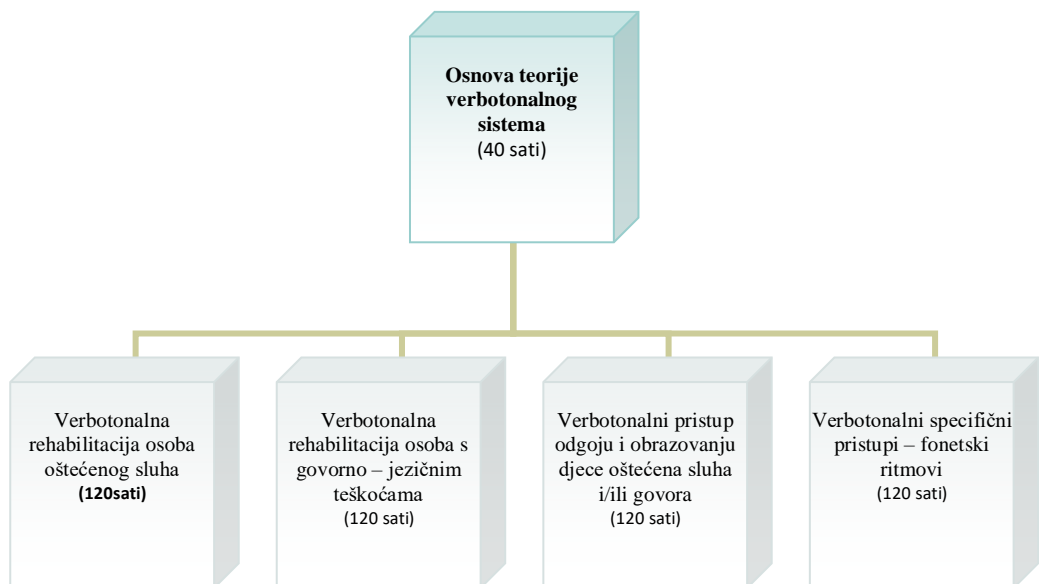 Osnova teorije
verbotonalnog
sistema
(40 sati)
Verbotonalna
rehabilitacija osoba
oštećenog sluha
(120sati)
Verbotonalna
rehabilitacija osoba s
govorno – jezičnim
teškoćama
(120 sati)
Verbotonalni pristup
odgoju i obrazovanju
djece oštećena sluha
i/ili govora
(120 sati)
Verbotonalni specifični
pristupi – fonetski
ritmovi
(120 sati)